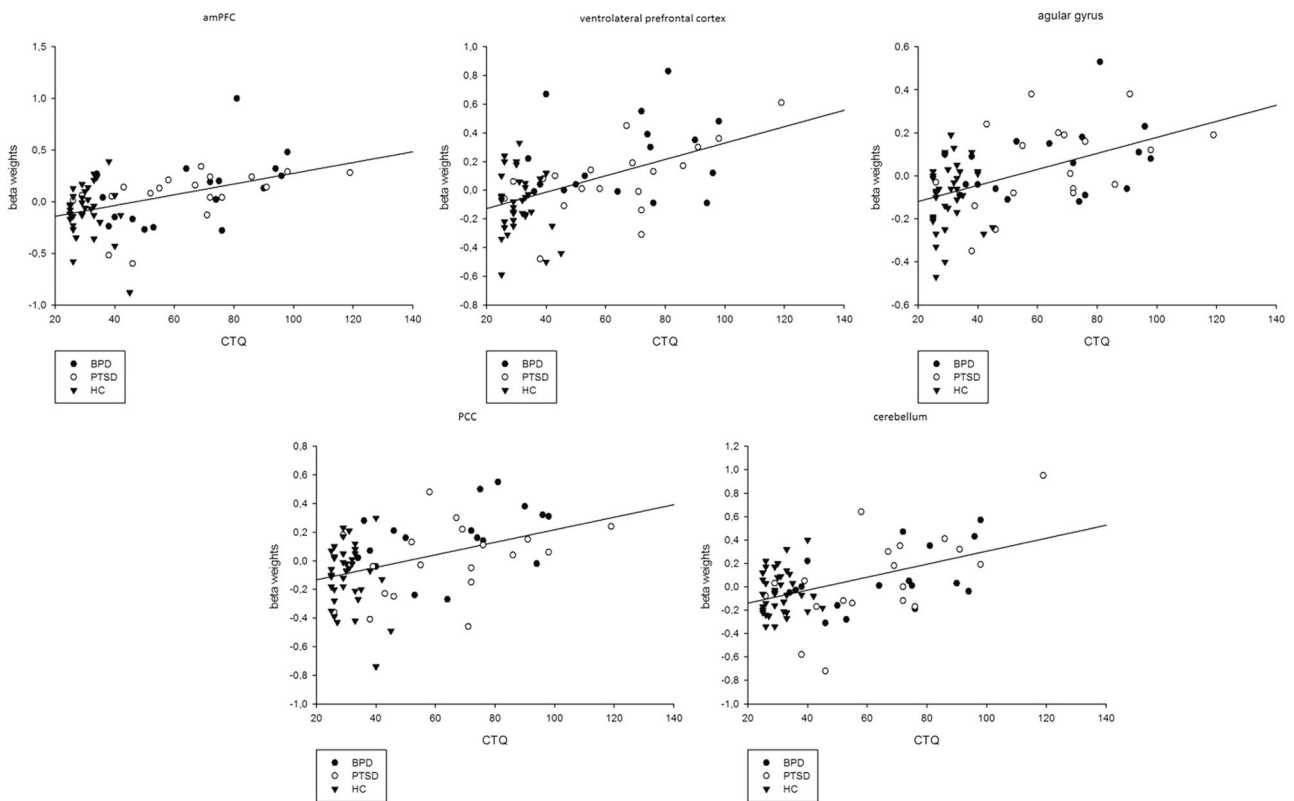 amPFC
1,5
1,0
0,5
0,0
-0,5
-1,0
beta weights
20 40 60 80 100 120 140
CTQ
BPD
PTSD
HC
ventrolateral prefrontal cortex
1,0
0,8
0,6
0,4
0,2
0,0
-0,2
-0,4
-0,6
-0,8
beta weights
20 40 60 80 100 120 140
CTQ
BPD
PTSD
HC
agular gyrus
0,6
0,4
0,2
0,0
-0,2
-0,4
-0,6
beta weights
20 40 60 80 100 120 140
CTQ
BPD
PTSD
HC
PCC
0,8
0,6
0,4
0,2
0,0
-0,2
-0,4
-0,6
-0,8
-1,0
beta weights
20 40 60 80 100 120 140
CTQ
BPD
PTSD
HC
cerebellum
1,2
1,0
0,8
0,6
0,4
0,2
0,0
-0,2
-0,4
-0,6
-0,8
-1,0
beta weights
20 40 60 80 100 120 140
CTQ
BPD
PTSD
HC